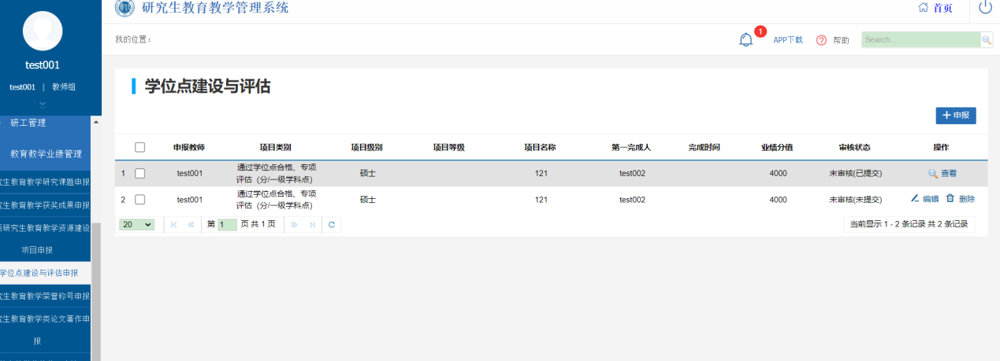 研究生教育教学管理系统
首页
test001
test001 | 教师组
我的位置：
1
APP下载
帮助
Search...
研工管理
教育教学业绩管理
生教育教学研究课题申报
生教育教学获奖成果申报
研究生教育教学资源建设
项目申报
学位点建设与评估申报
生教育教学荣誉称号申报
生教育教学类论文著作申
报
学位点建设与评估
申报
申报教师 项目类别 项目级别 项目等级 项目名称 第一完成人 完成时间 业绩分值 审核状态 操作
1 test001 通过学位点合格、专项 硕士 121 test002 4000 未审核(已提交) 查看
评估（分/一级学科点）
2 test001 通过学位点合格、专项 硕士 121 test002 4000 未审核(未提交) 编辑 删除
评估（分/一级学科点）
20 第 1 页共1页 当前显示 1 - 2 条记录 共 2 条记录